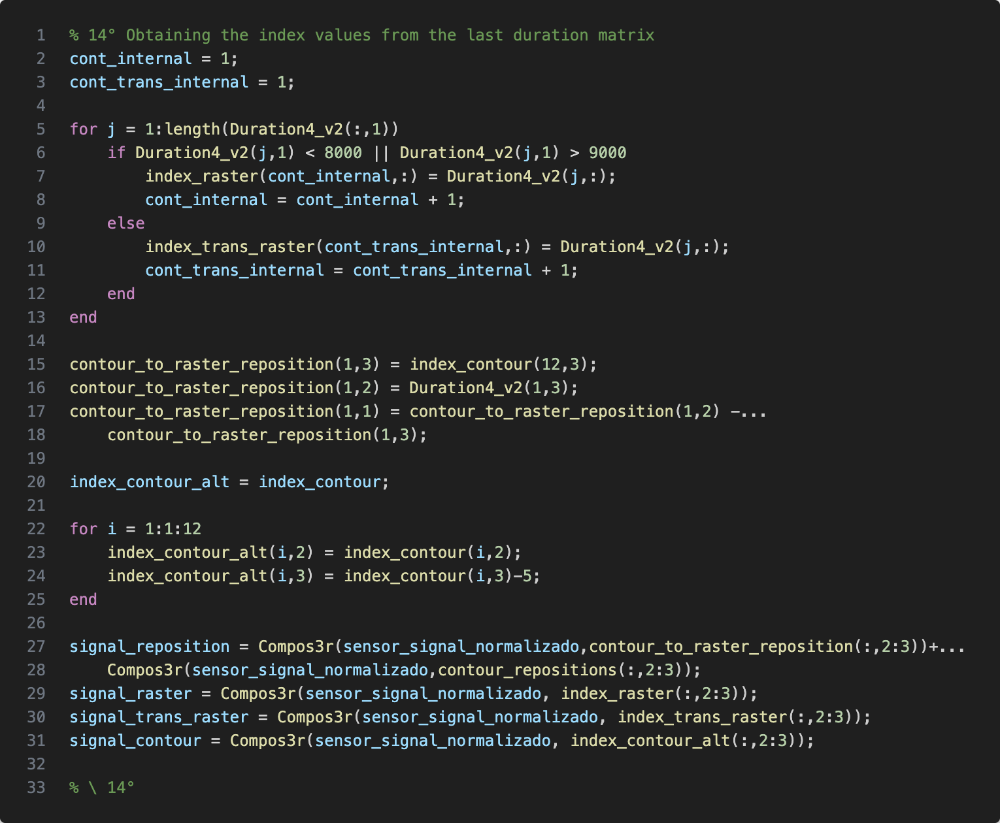 1 % 14° Obtaining the index values from the last duration matrix
2 cont_internal = 1;
3 cont_trans_internal = 1;
4
5 for j = 1:length(Duration4_v2(:,1))
6     if Duration4_v2(j,1) < 8000 || Duration4_v2(j,1) > 9000
7         index_raster(cont_internal,:) = Duration4_v2(j,:);
8         cont_internal = cont_internal + 1;
9     else
10         index_trans_raster(cont_trans_internal,:) = Duration4_v2(j,:);
11         cont_trans_internal = cont_trans_internal + 1;
12     end
13 end
14
15 contour_to_raster_reposition(1,3) = index_contour(12,3);
16 contour_to_raster_reposition(1,2) = Duration4_v2(1,3);
17 contour_to_raster_reposition(1,1) = contour_to_raster_reposition(1,2) -...
18     contour_to_raster_reposition(1,3);
19
20 index_contour_alt = index_contour;
21
22 for i = 1:1:12
23     index_contour_alt(i,2) = index_contour(i,2);
24     index_contour_alt(i,3) = index_contour(i,3)-5;
25 end
26
27 signal_reposition = Compos3r(sensor_signal_normalizado,contour_to_raster_reposition(:,2:3))+...
28     Compos3r(sensor_signal_normalizado,contour_repositions(:,2:3));
29 signal_raster = Compos3r(sensor_signal_normalizado, index_raster(:,2:3));
30 signal_trans_raster = Compos3r(sensor_signal_normalizado, index_trans_raster(:,2:3));
31 signal_contour = Compos3r(sensor_signal_normalizado, index_contour_alt(:,2:3));
32
33 % \ 14°